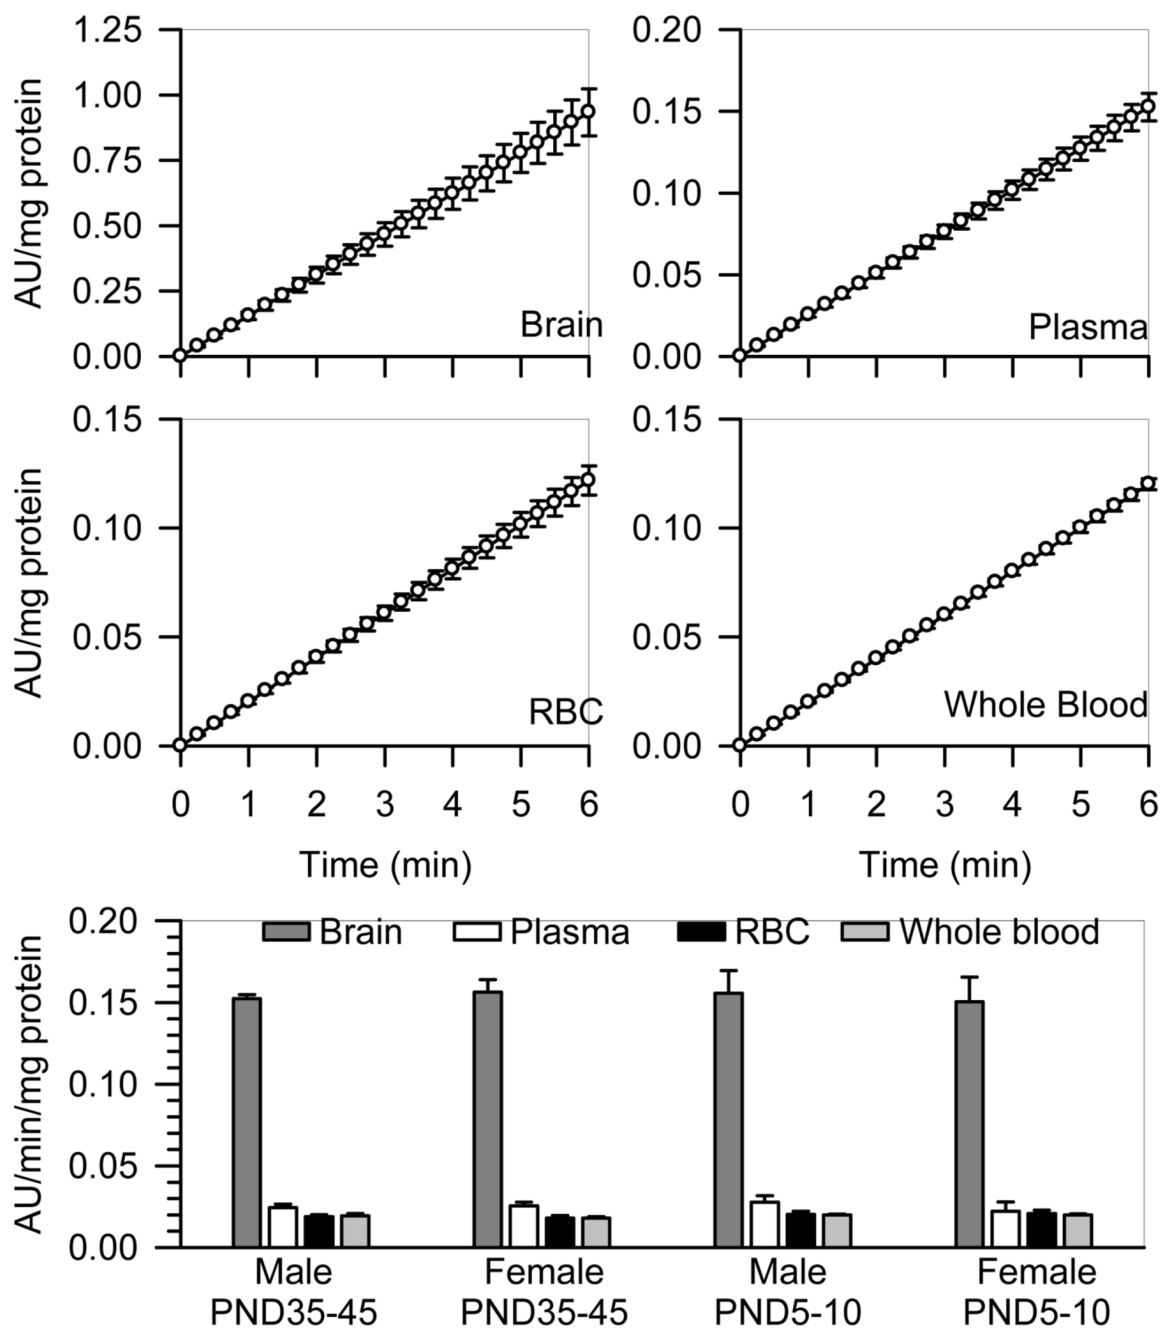 1.25
1.00
0.75
0.50
0.25
0.00
AU/mg protein
Brain
0.20
0.15
0.10
0.05
0.00
Plasma
0.15
0.10
0.05
0.00
AU/mg protein
RBC
0 1 2 3 4 5 6
Time (min)
0.15
0.10
0.05
0.00
Whole Blood
0 1 2 3 4 5 6
Time (min)
0.20
0.15
0.10
0.05
0.00
AU/min/mg protein
Brain Plasma RBC Whole blood
Male Female Male Female
PND35-45 PND35-45 PND5-10 PND5-10